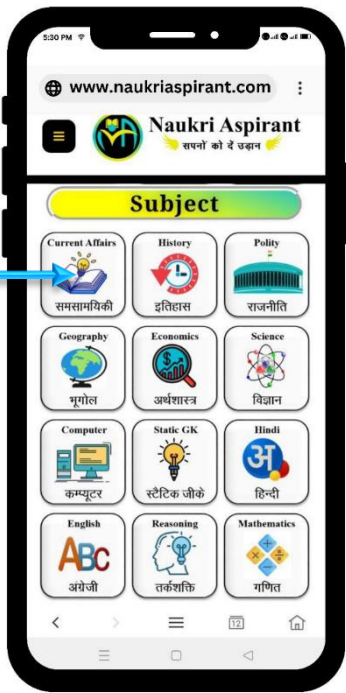 5:30 PM
www.naukriaspirant.com
Naukri Aspirant
सपनों को दें उड़ान
Subject
Current Affairs History Polity
समसामयिकी इतिहास राजनीति
Geography Economics Science
भूगोल अर्थशास्त्र विज्ञान
Computer Static GK Hindi
अ
कम्प्यूटर स्टैटिक जीके हिन्दी
English Reasoning Mathematics
ABC
अंग्रेजी तर्कशक्ति गणित
12